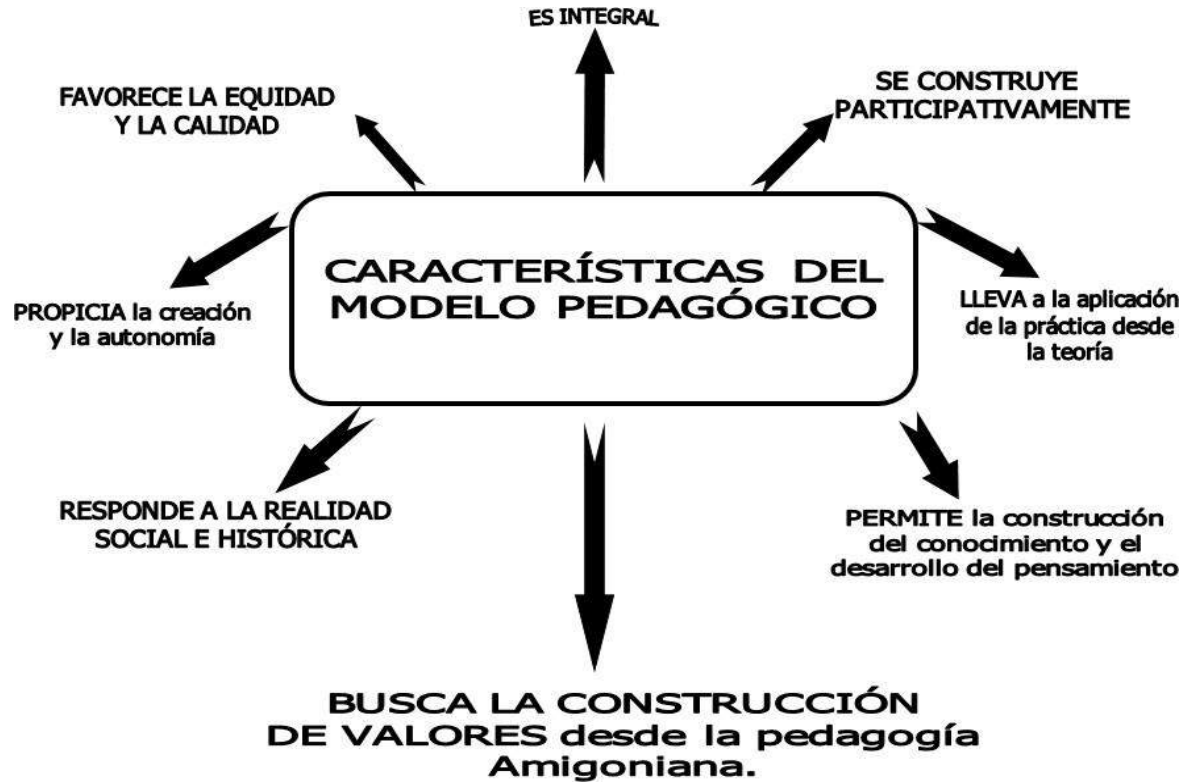 ES INTEGRAL
FAVORECE LA EQUIDAD
Y LA CALIDAD
SE CONSTRUYE
PARTICIPATIVAMENTE
CARACTERÍSTICAS DEL
MODELO PEDAGÓGICO
PROPICIA la creación
y la autonomía
LLEVA a la aplicación
de la práctica desde
la teoría
RESPONDE A LA REALIDAD
SOCIAL E HISTÓRICA
PERMITE la construcción
del conocimiento y el
desarrollo del pensamiento
BUSCA LA CONSTRUCCIÓN
DE VALORES desde la pedagogía
Amigoniana.